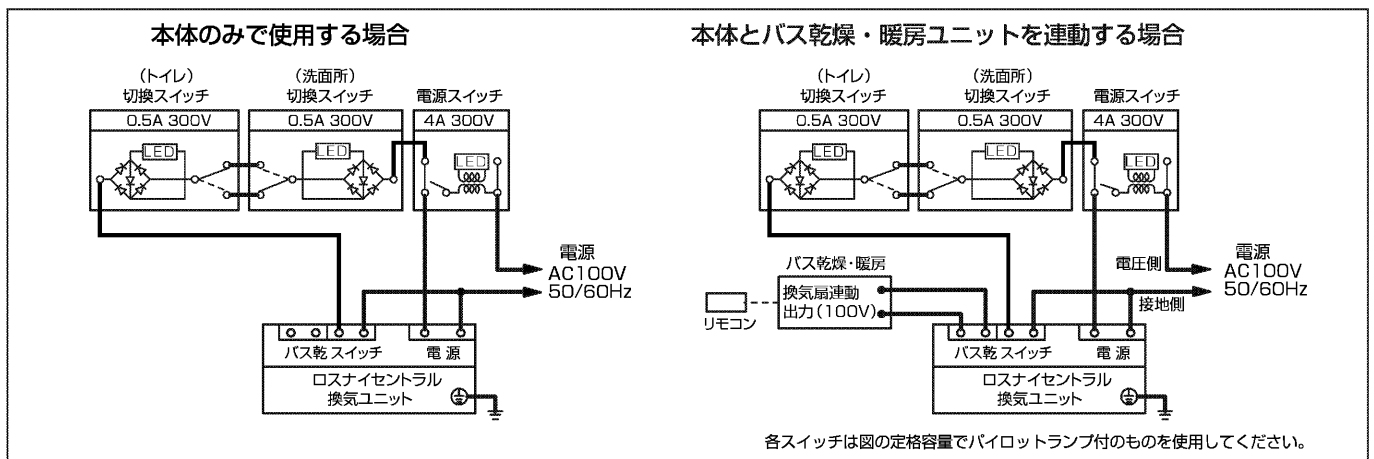 本体のみで使用する場合
(トイレ)
切換スイッチ
(洗面所)
切換スイッチ
電源スイッチ
0.5A 300V
0.5A 300V
4A 300V
LED
LED
LED
電源
AC100V
50/60Hz
バス乾 スイッチ
電 源
ロスナイセントラル
換気ユニット
本体とバス乾燥・暖房ユニットを連動する場合
(トイレ)
切換スイッチ
(洗面所)
切換スイッチ
電源スイッチ
0.5A 300V
0.5A 300V
4A 300V
LED
LED
LED
電圧側
電源
AC100V
50/60Hz
接地側
バス乾燥・暖房
換気扇連動
出力(100V)
リモコン
バス乾 スイッチ
電 源
ロスナイセントラル
換気ユニット
各スイッチは図の定格容量でパイロットランプ付のものを使用してください。